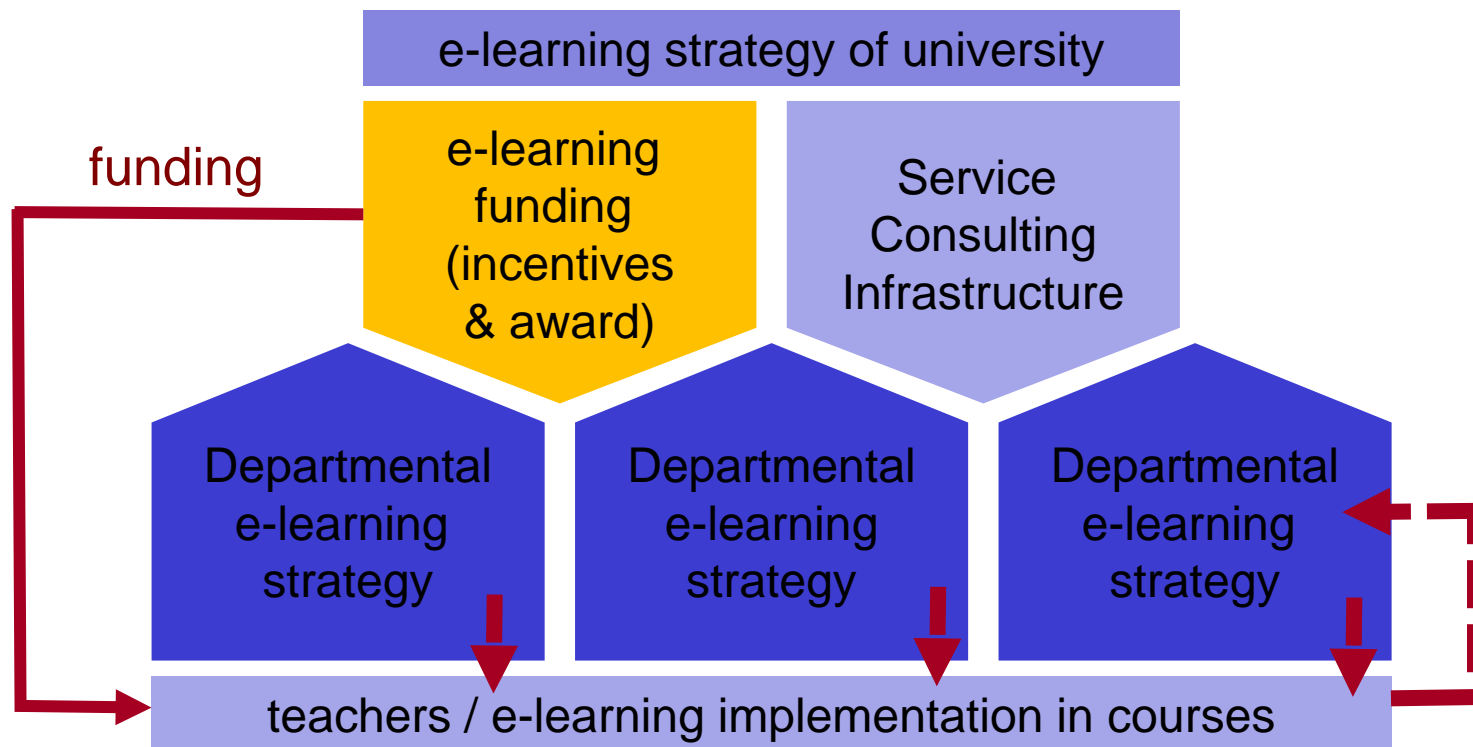 e-learning strategy of university
funding
e-learning
funding
(incentives
& award)
Service
Consulting
Infrastructure
Departmental
e-learning
strategy
Departmental
e-learning
strategy
Departmental
e-learning
strategy
teachers / e-learning implementation in courses